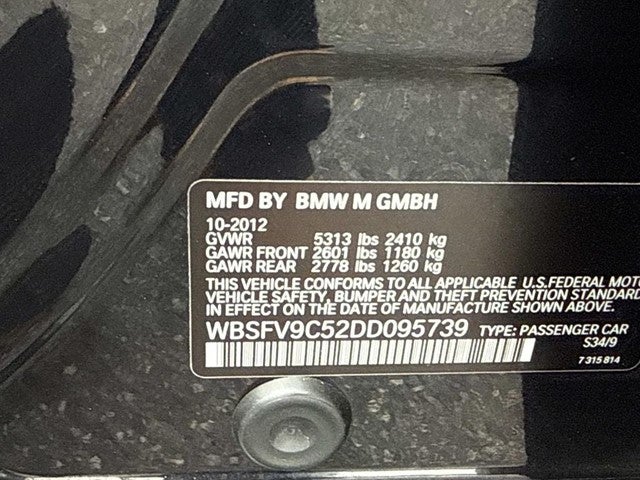 MFD BY BMW M GMBH
10-2012
GVWR 5313 lbs 2410 kg
GAWR FRONT 2601 lbs 1180 kg
GAWR REAR 2778 lbs 1260 kg
THIS VEHICLE CONFORMS TO ALL APPLICABLE U.S.FEDERAL MOTO
VEHICLE SAFETY, BUMPER AND THEFT PREVENTION STANDARD
IN EFFECT ON THE DATE OF MANUFACTURE SHOWN ABOVE.
WBSFV9C52DD095739 TYPE: PASSENGER CAR
S34/9
7 315 814